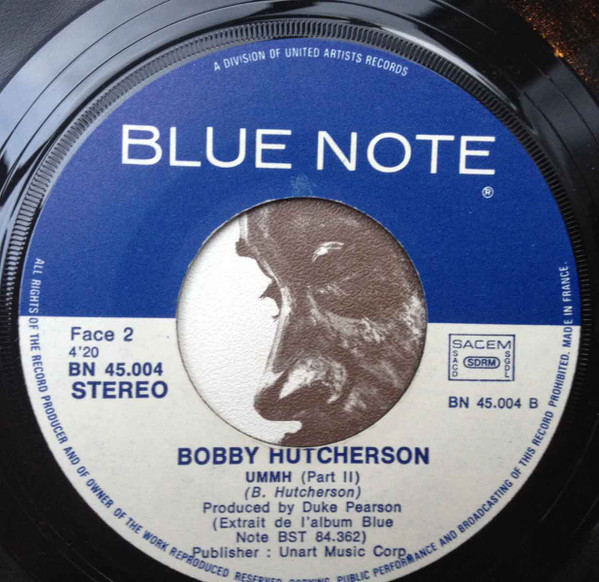 A DIVISION OF UNITED ARTISTS RECORDS
BLUE NOTE
®
Face 2
4'20
BN 45.004
STEREO
SACEM
SACD
SDRM
SGDL
BN 45.004 B
BOBBY HUTCHERSON
UMMH (Part II)
(B. Hutcherson)
Produced by Duke Pearson
(Extrait de l'album Blue
Note BST 84.362)
Publisher : Unart Music Corp.
ALL RIGHTS OF THE RECORD PRODUCER AND OF OWNER OF THE WORK REPRODUCED RESERVED. PUBLIC PERFORMANCE AND BROADCASTING OF THIS RECORD PROHIBITED. MADE IN FRANCE.